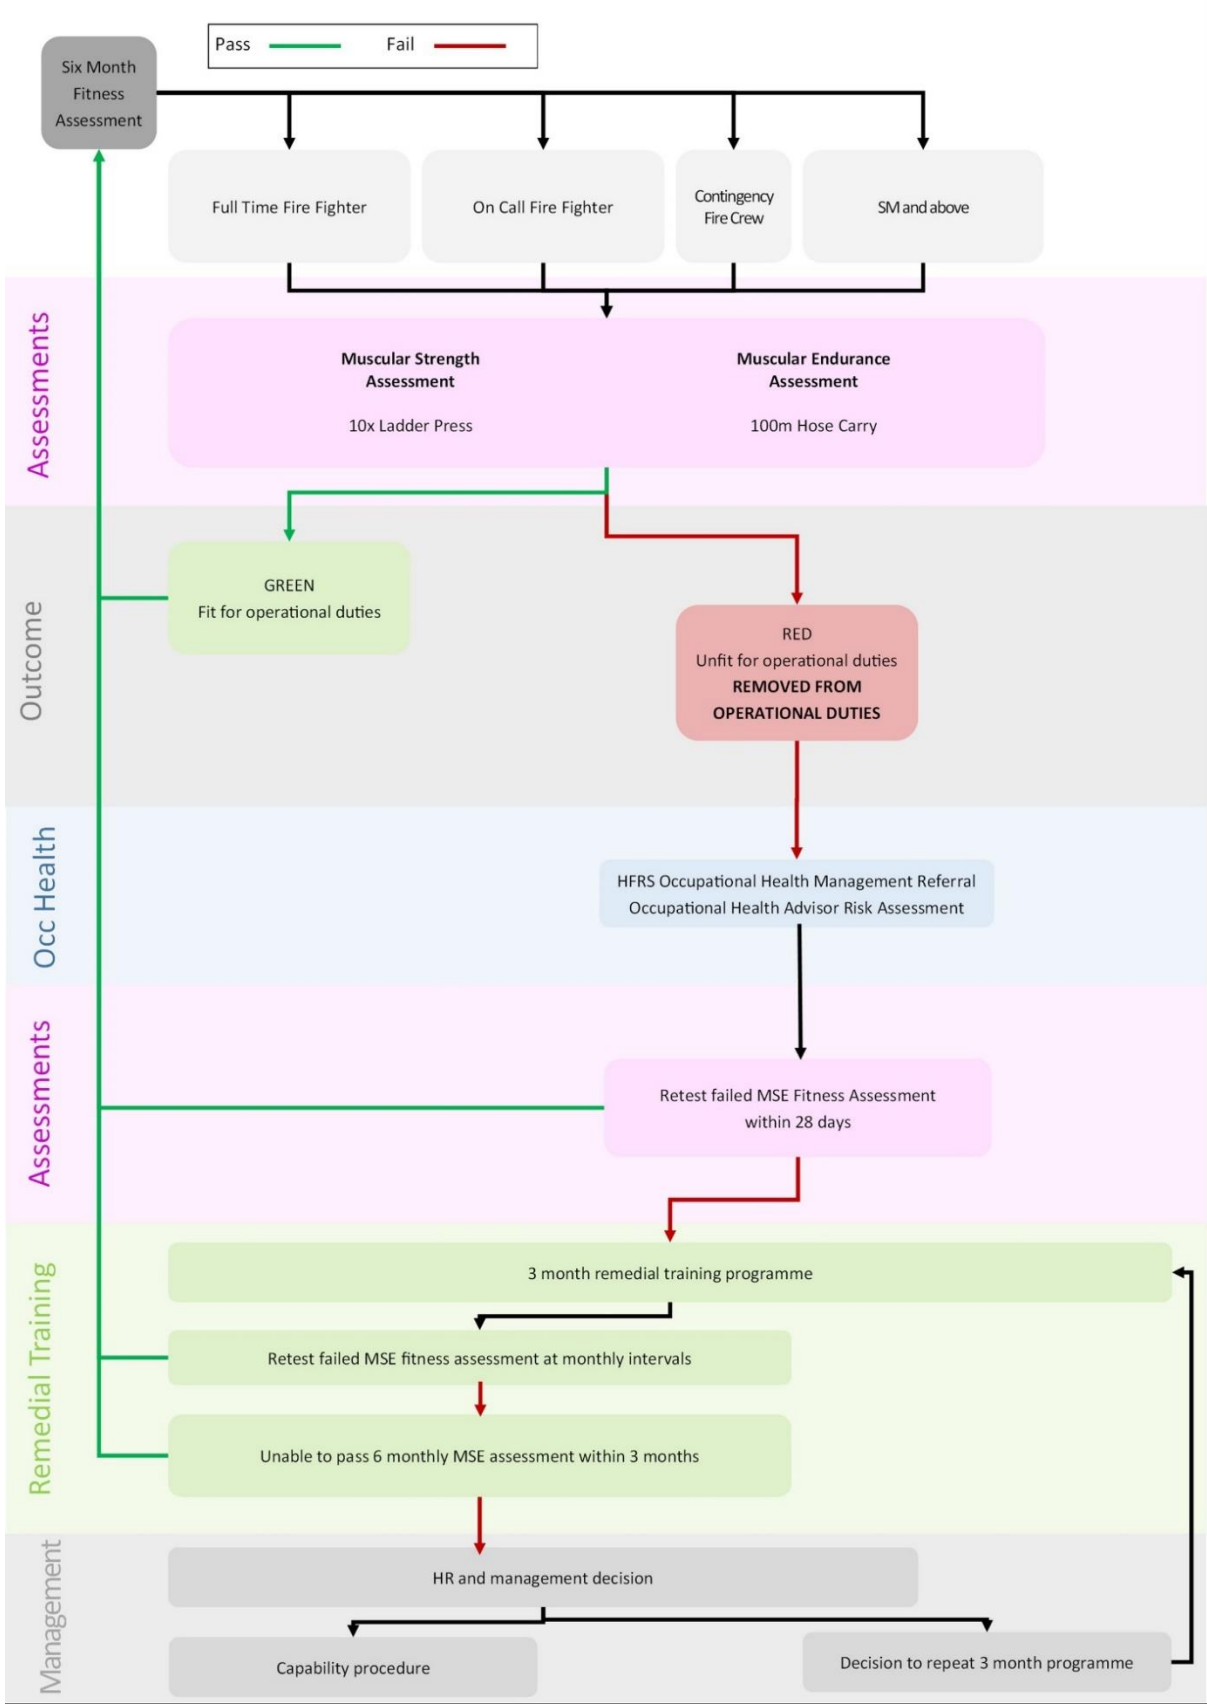 Pass
Fail
Six Month
Fitness
Assessment
Full Time Fire Fighter
On Call Fire Fighter
Contingency
Fire Crew
SM and above
Assessments
Muscular Strength
Assessment
10x Ladder Press
Muscular Endurance
Assessment
100m Hose Carry
Outcome
GREEN
Fit for operational duties
RED
Unfit for operational duties
REMOVED FROM
OPERATIONAL DUTIES
Occ Health
HFRS Occupational Health Management Referral
Occupational Health Advisor Risk Assessment
Assessments
Retest failed MSE Fitness Assessment
within 28 days
Remedial Training
3 month remedial training programme
Retest failed MSE fitness assessment at monthly intervals
Unable to pass 6 monthly MSE assessment within 3 months
Management
HR and management decision
Capability procedure
Decision to repeat 3 month programme